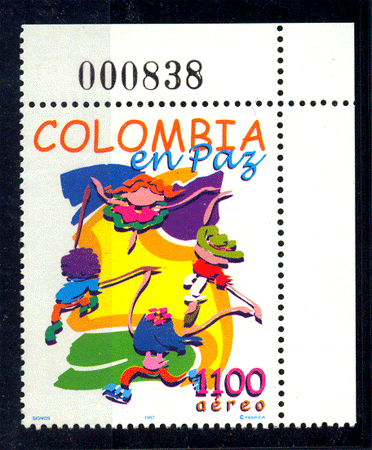 000838
COLOMBIA
en Paz
1100
aéreo
1997